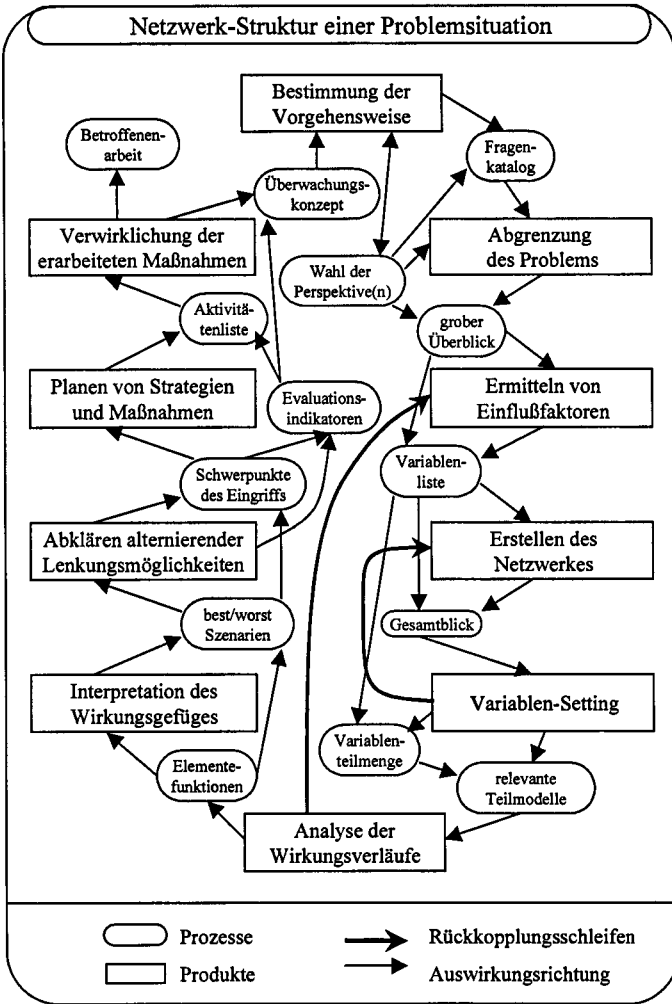 Netzwerk-Struktur einer Problemsituation
Bestimmung der
Vorgehensweise
Betroffenen-
arbeit
Fragen-
katalog
Überwachungs-
konzept
Verwirklichung der
erarbeiteten Maßnahmen
Abgrenzung
des Problems
Wahl der
Perspektive(n)
Aktivitä-
tenliste
grober
Überblick
Planen von Strategien
und Maßnahmen
Evaluations-
indikatoren
Ermitteln von
Einflußfaktoren
Schwerpunkte
des Eingriffs
Variablen-
liste
Abklären alternierender
Lenkungsmöglichkeiten
Erstellen des
Netzwerkes
best/worst
Szenarien
Gesamtblick
Interpretation des
Wirkungsgefüges
Variablen-Setting
Variablen-
teilmenge
Elemente-
funktionen
relevante
Teilmodelle
Analyse der
Wirkungsverläufe
Prozesse
Rückkopplungsschleifen
Produkte
Auswirkungsrichtung